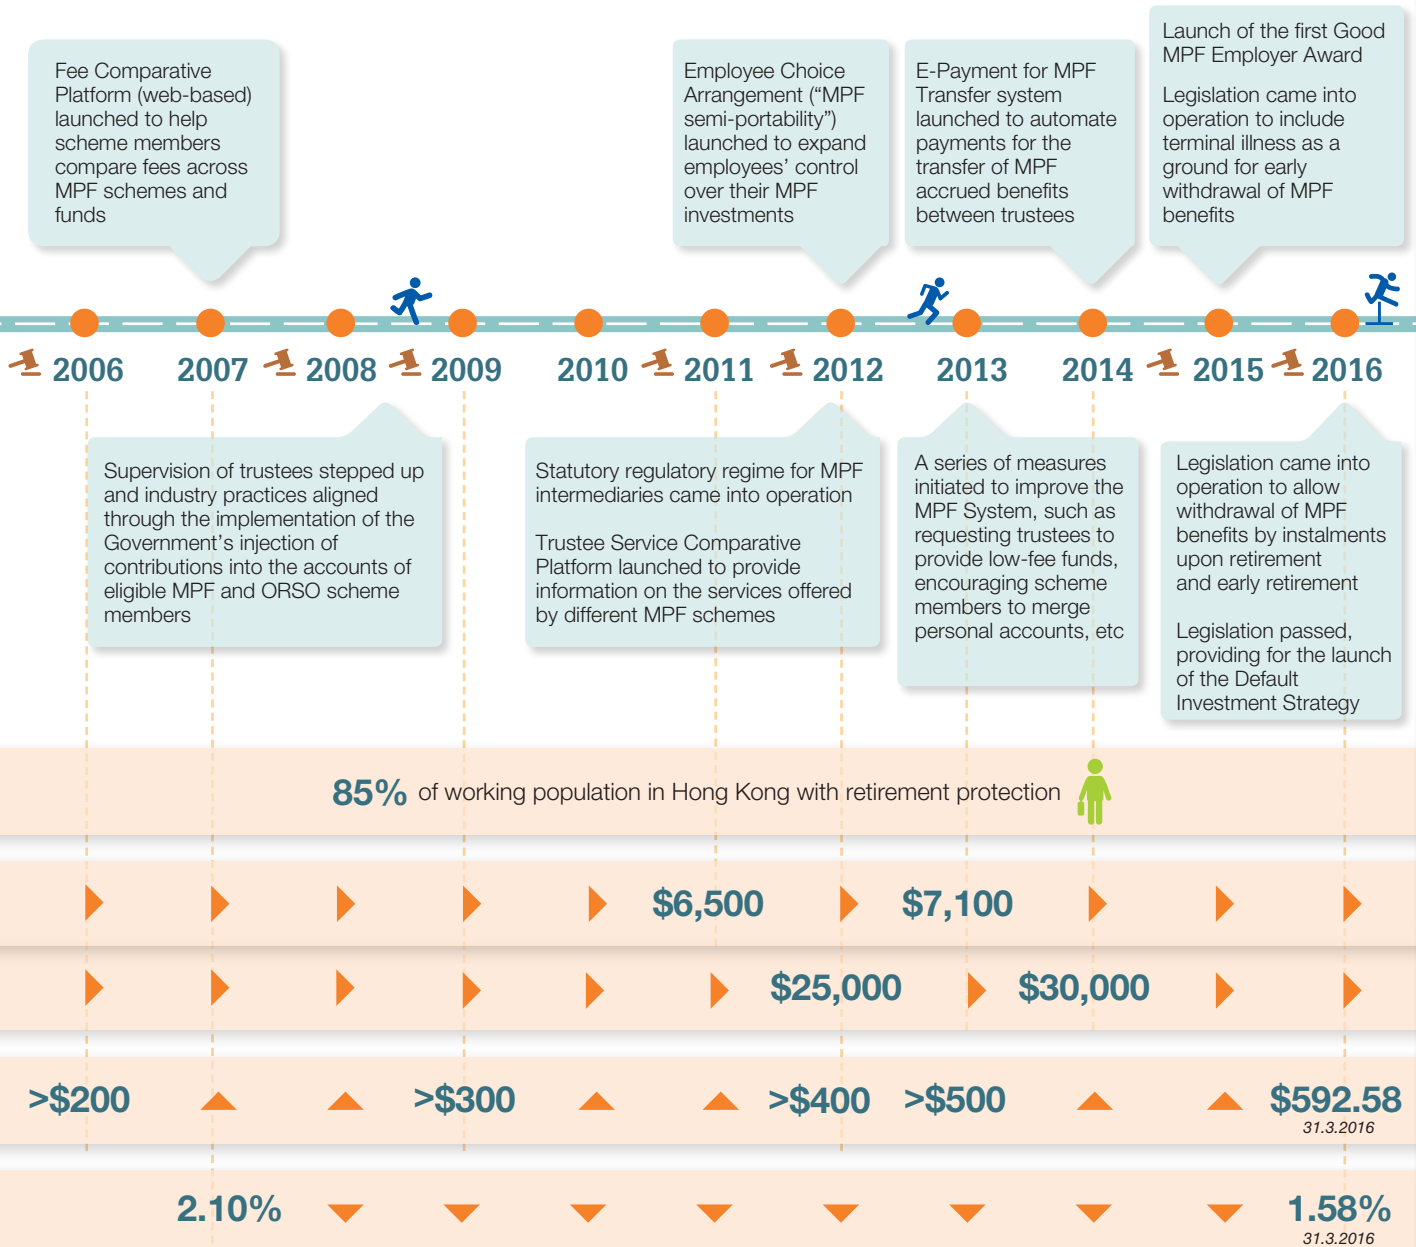 Fee Comparative
Platform (web-based)
launched to help
scheme members
compare fees across
MPF schemes and
funds
Employee Choice
Arrangement (“MPF
semi-portability”)
launched to expand
employees’ control
over their MPF
investments
E-Payment for MPF
Transfer system
launched to automate
payments for the
transfer of MPF
accrued benefits
between trustees
Launch of the first Good
MPF Employer Award
Legislation came into
operation to include
terminal illness as a
ground for early
withdrawal of MPF
benefits
2006 2007 2008 2009 2010 2011 2012 2013 2014 2015 2016
Supervision of trustees stepped up
and industry practices aligned
through the implementation of the
Government’s injection of
contributions into the accounts of
eligible MPF and ORSO scheme
members
Statutory regulatory regime for MPF
intermediaries came into operation
Trustee Service Comparative
Platform launched to provide
information on the services offered
by different MPF schemes
A series of measures
initiated to improve the
MPF System, such as
requesting trustees to
provide low-fee funds,
encouraging scheme
members to merge
personal accounts, etc
Legislation came into
operation to allow
withdrawal of MPF
benefits by instalments
upon retirement
and early retirement
Legislation passed,
providing for the launch
of the Default
Investment Strategy
85% of working population in Hong Kong with retirement protection
$6,500 $7,100
$25,000 $30,000
>$200 >$300 >$400 >$500 $592.58
31.3.2016
2.10% 1.58%
31.3.2016